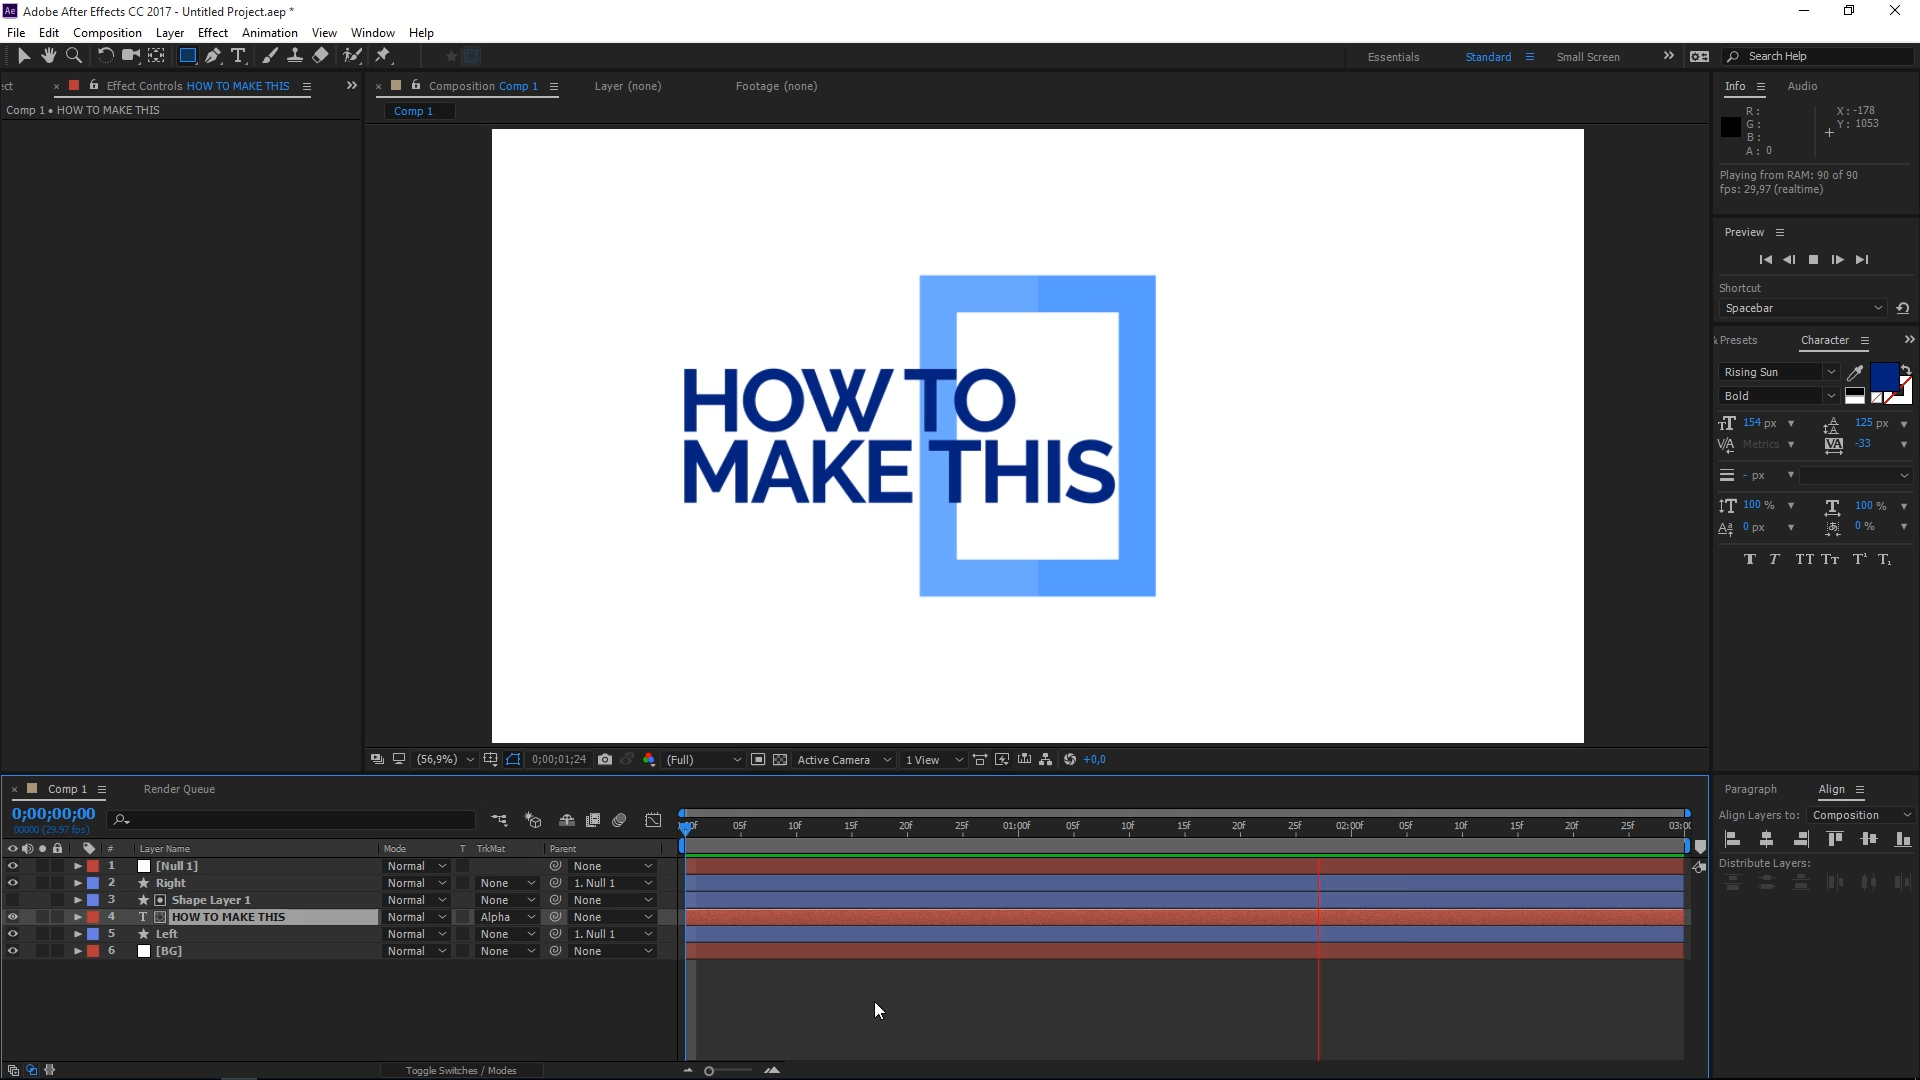 Ae Adobe After Effects CC 2017 - Untitled Project.aep *
File Edit Composition Layer Effect Animation View Window Help
Essentials Standard Small Screen Search Help
ect Effect Controls HOW TO MAKE THIS
Composition Comp 1 Layer (none) Footage (none)
Info Audio
Comp 1 • HOW TO MAKE THIS
Comp 1
R:
G:
B:
A: 0
X: -178
Y: 1053
Playing from RAM: 90 of 90
fps: 29,97 (realtime)
Preview
Shortcut
Spacebar
& Presets Character
Rising Sun
Bold
154 px 125 px
Metrics -33
- px
100 % 100 %
0 px 0 %
HOW TO
MAKE THIS
(56,9%) 0;00;01;24 (Full) Active Camera 1 View +0,0
Comp 1 Render Queue
0;00;00;00
00000 (29.97 fps)
05f 10f 15f 20f 25f 01:00f 05f 10f 15f 20f 25f 02:00f 05f 10f 15f 20f 25f 03:00
# Layer Name Mode T TrkMat Parent
1 [Null 1] Normal None
2 Right Normal None 1. Null 1
3 Shape Layer 1 Normal None None
4 T HOW TO MAKE THIS Normal Alpha None
5 Left Normal None 1. Null 1
6 [BG] Normal None None
Toggle Switches / Modes
Paragraph Align
Align Layers to: Composition
Distribute Layers: